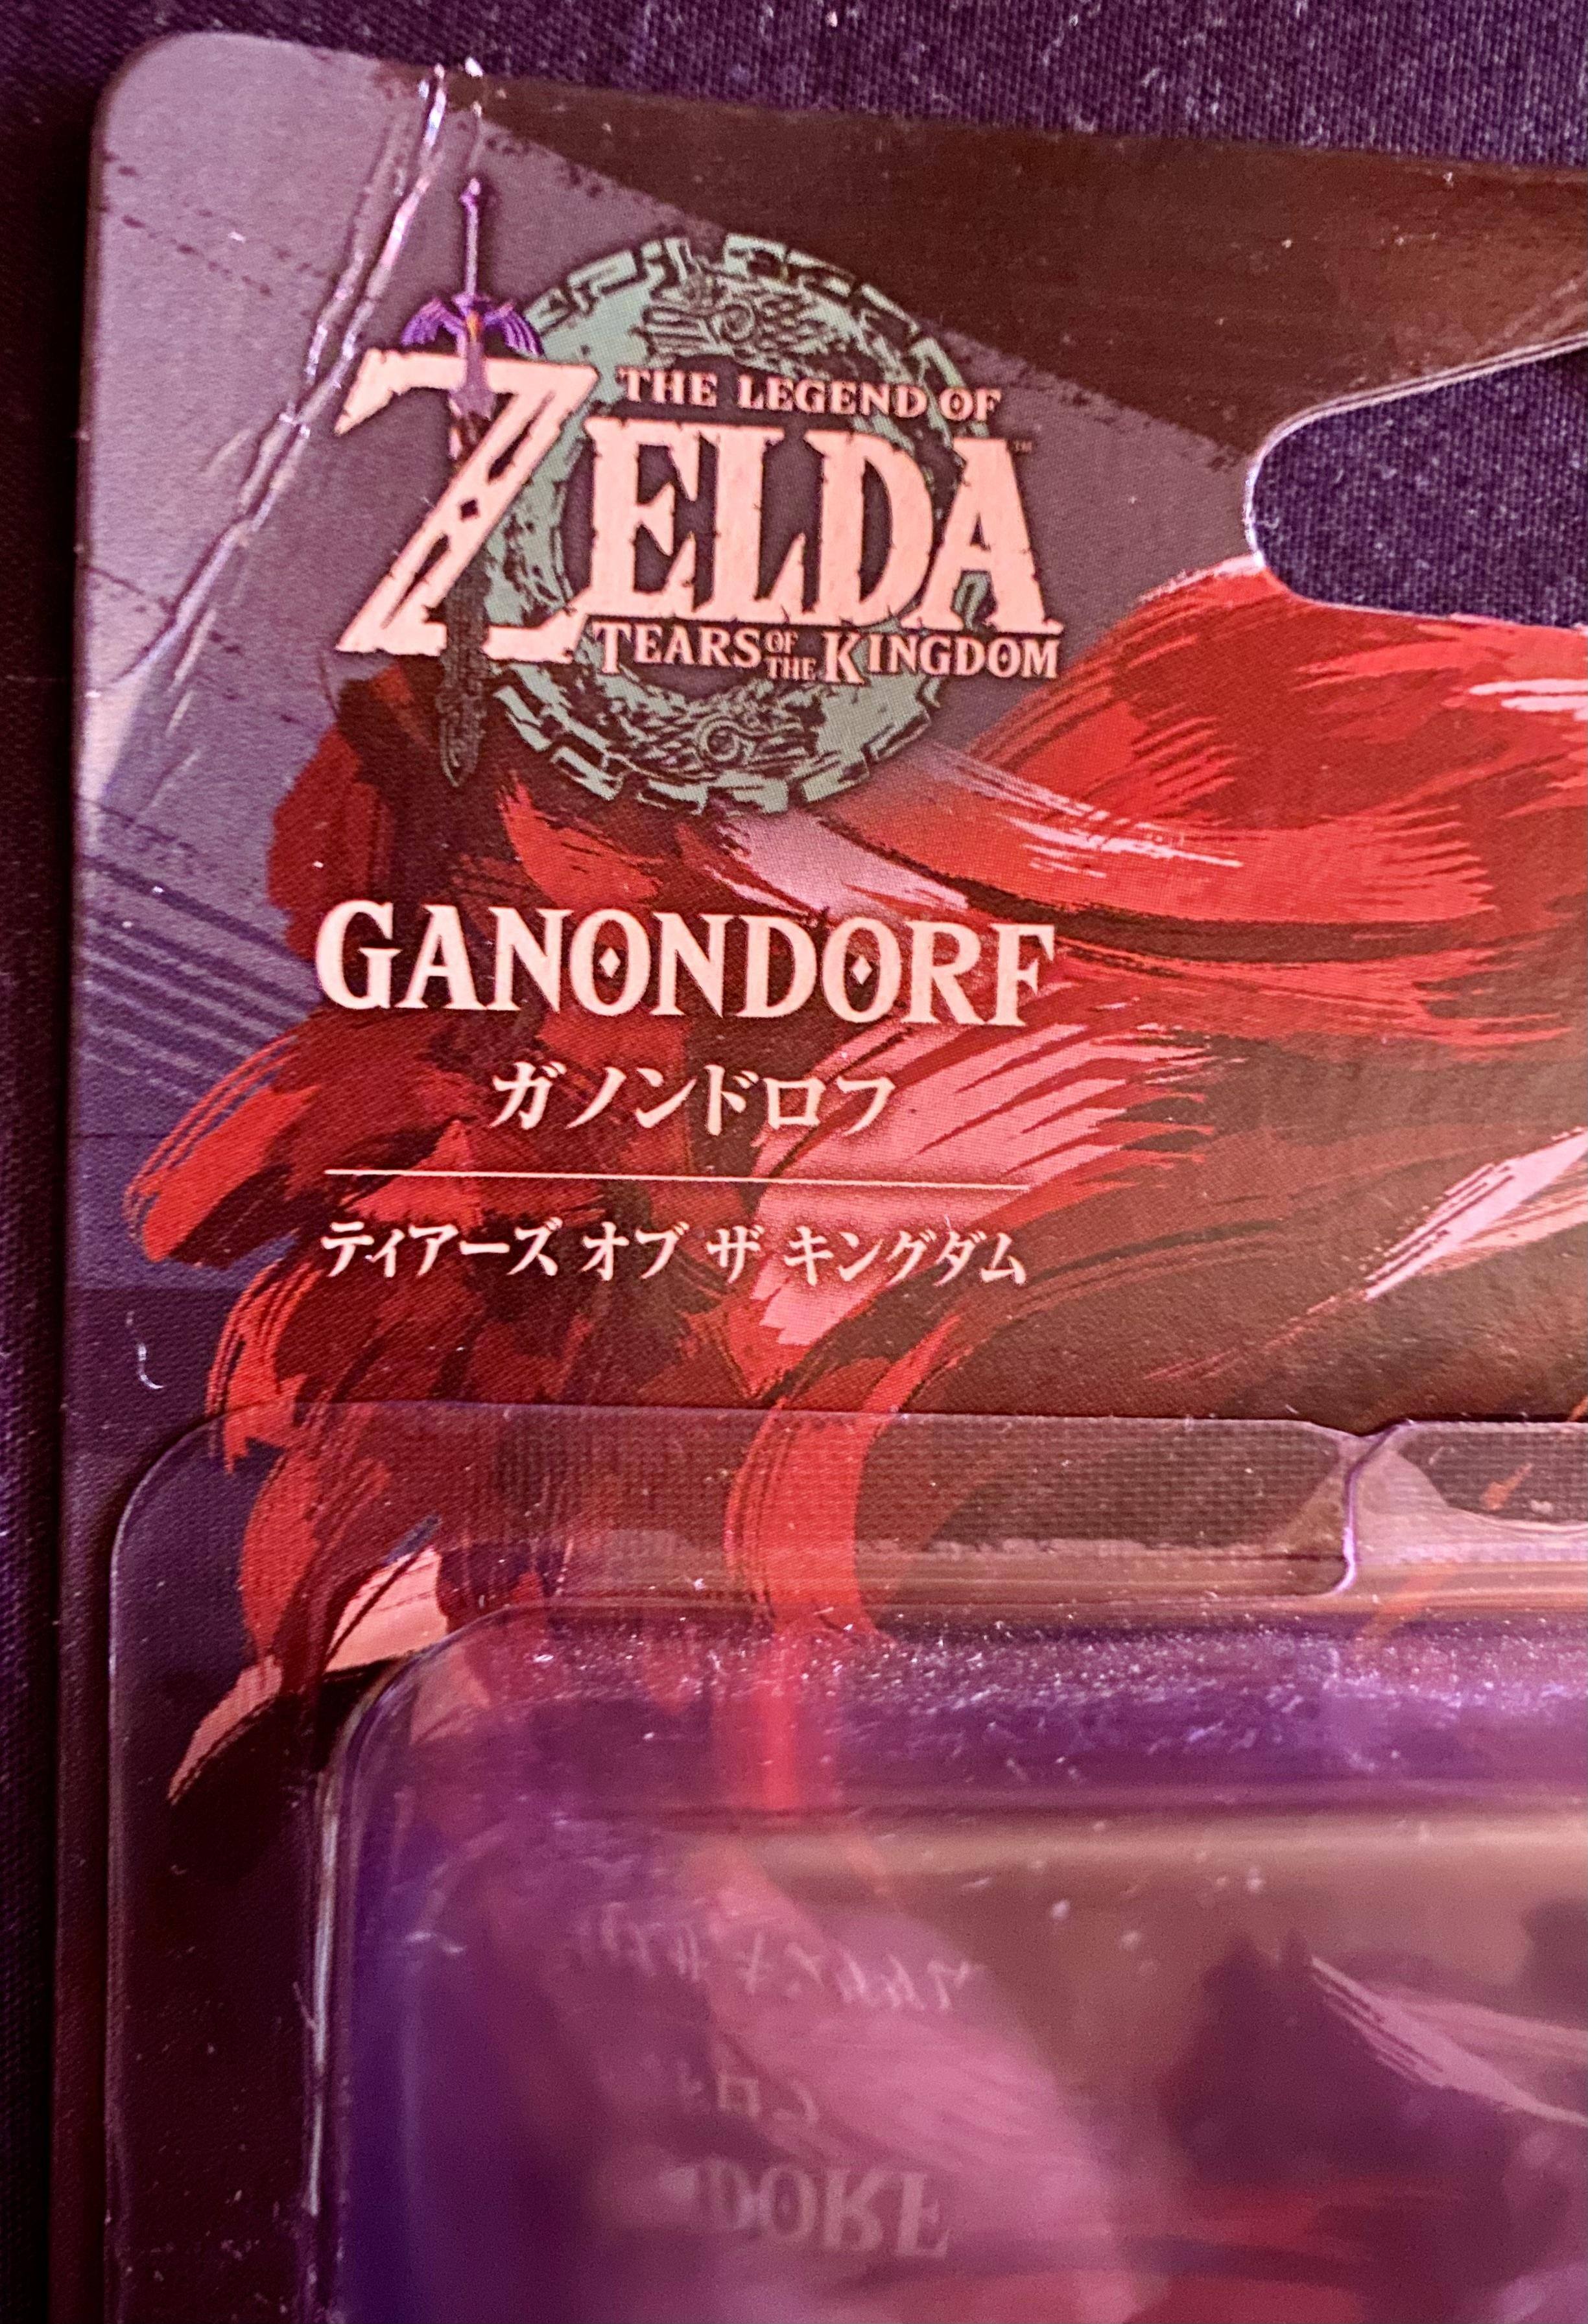 THE LEGEND OF
ZELDA™
TEARS OF THE KINGDOM
GANONDORF
ガノンドロフ
ティアーズ オブ ザ キングダム